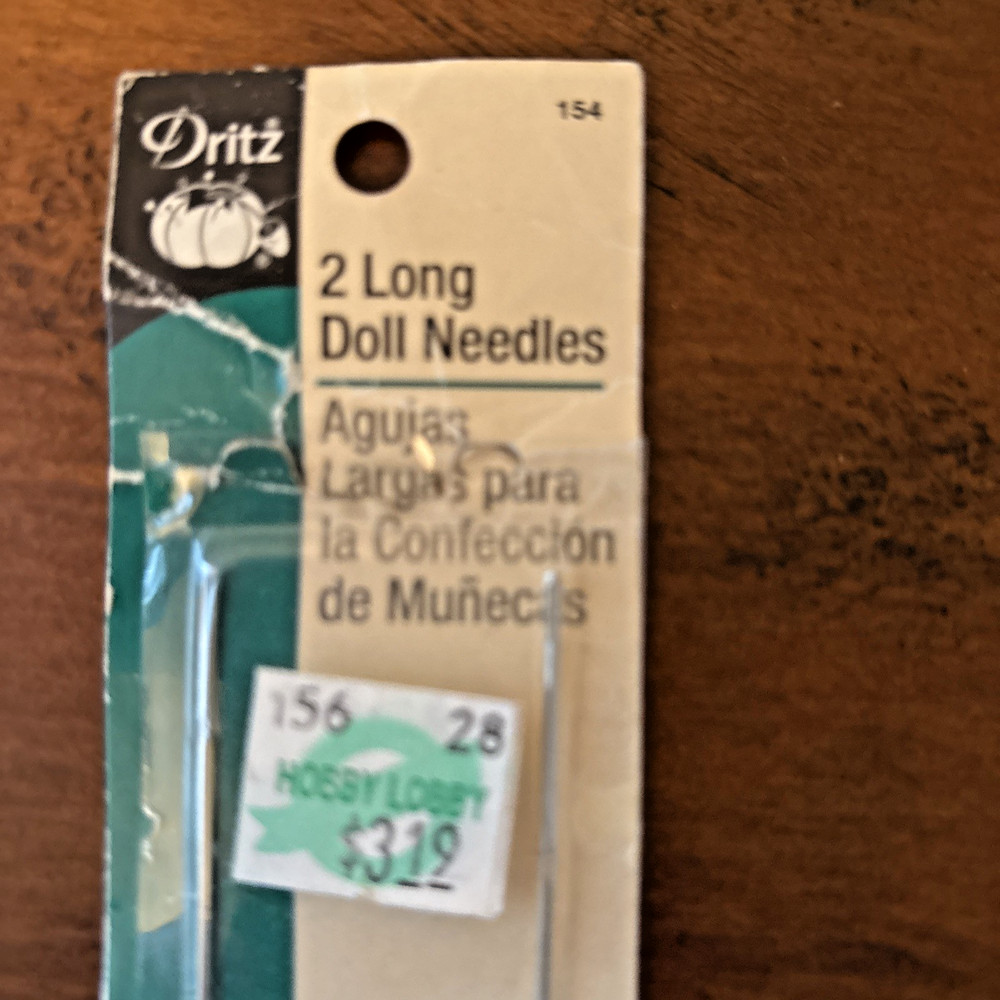 Dritz®
154
2 Long
Doll Needles
Agujas
Largas para
la Confección
de Muñecas
156 28
HOBBY LOBBY
$3.19